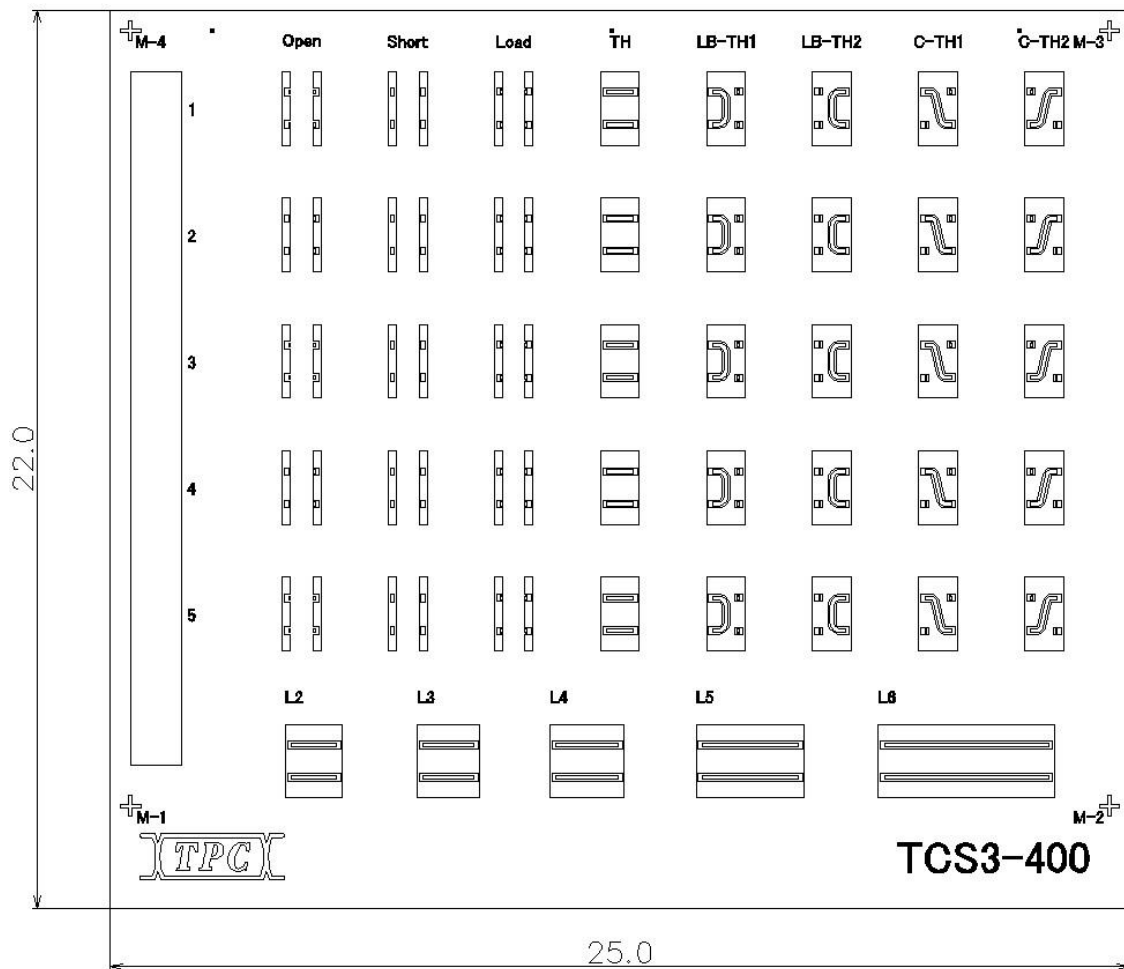 M-4 Open Short Load TH LB-TH1 LB-TH2 C-TH1 C-TH2 M-3
1
2
3
4
5
22.0
L2 L3 L4 L5 L6
M-1 M-2
TPC TCS3-400
25.0